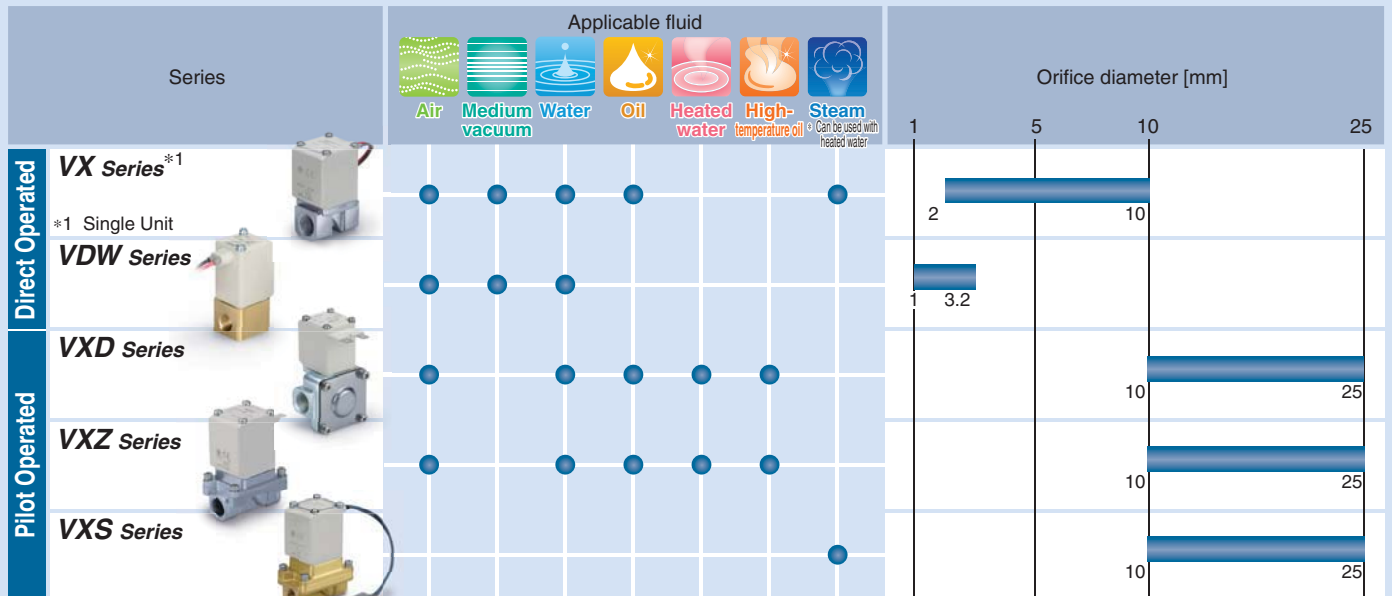 Series
Applicable fluid
Air
Medium
vacuum
Water
Oil
Heated
water
High-
temperature oil
Steam
* Can be used with
heated water
Orifice diameter [mm]
1 5 10 25
Direct Operated
VX Series*1
*1 Single Unit
2 10
VDW Series
1 3.2
Pilot Operated
VXD Series
10 25
VXZ Series
10 25
VXS Series
10 25